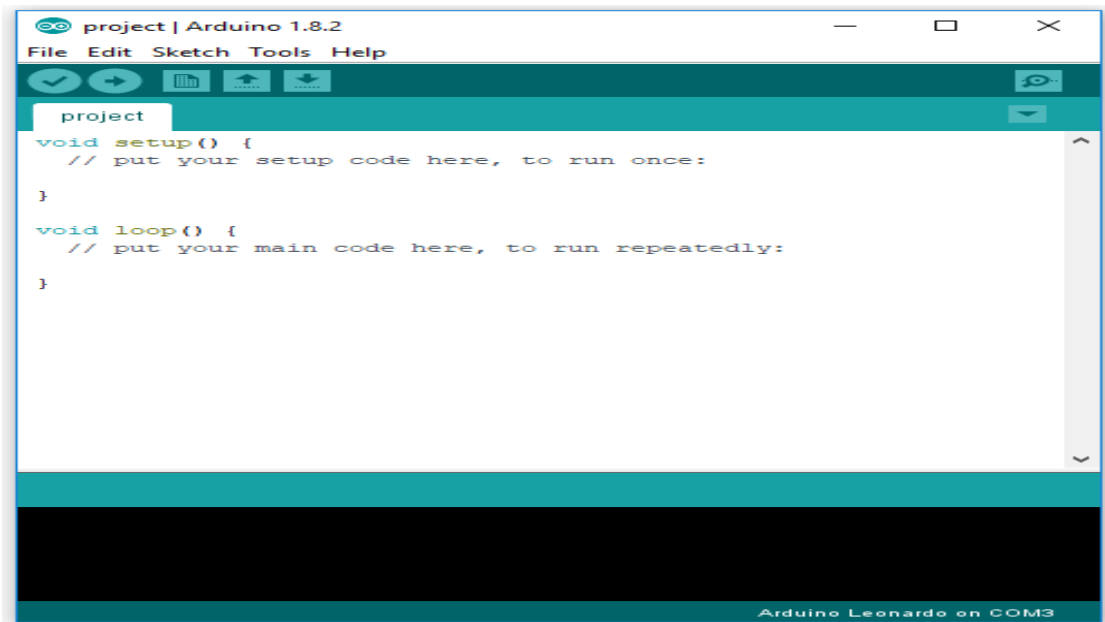 project | Arduino 1.8.2
File Edit Sketch Tools Help
project
void setup() {
  // put your setup code here, to run once:
}
void loop() {
  // put your main code here, to run repeatedly:
}
Arduino Leonardo on COM3